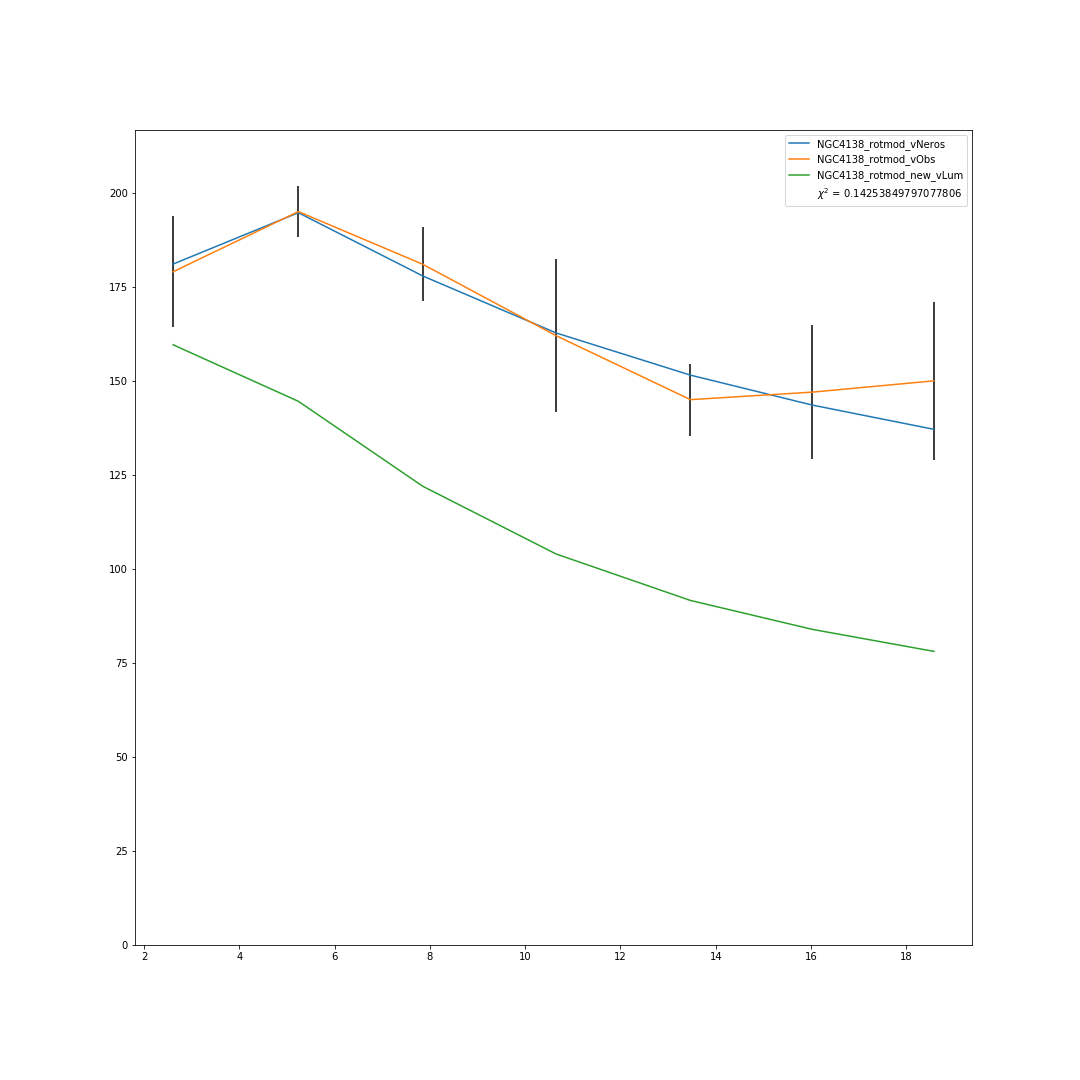 NGC4138_rotmod_vNeros
NGC4138_rotmod_vObs
NGC4138_rotmod_new_vLum
χ² = 0.14253849797077806
200
175
150
125
100
75
50
25
0
2 4 6 8 10 12 14 16 18